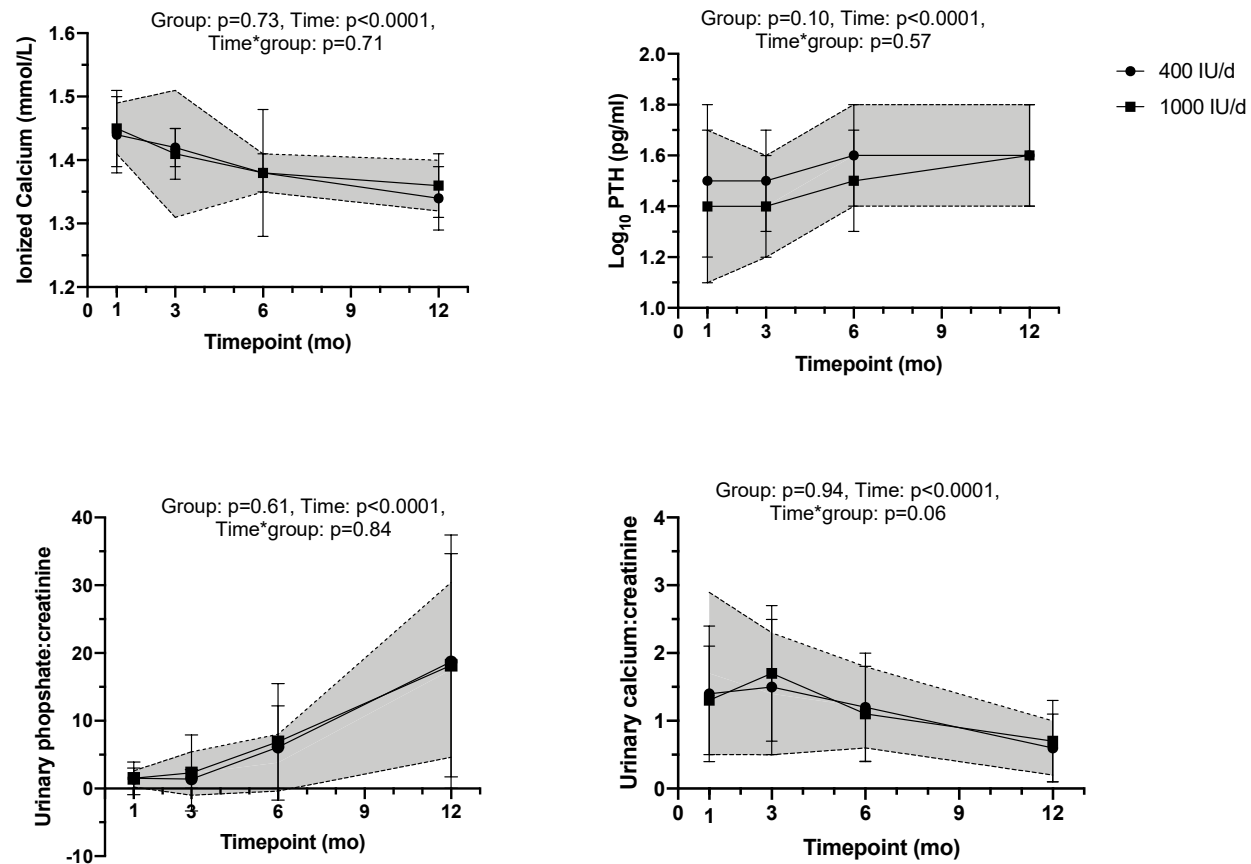 Group: p=0.73, Time: p<0.0001,
Time*group: p=0.71
Ionized Calcium (mmol/L)
1.6
1.5
1.4
1.3
1.2
0 1 3 6 9 12
Timepoint (mo)
Group: p=0.10, Time: p<0.0001,
Time*group: p=0.57
Log10 PTH (pg/ml)
2.0
1.8
1.6
1.4
1.2
1.0
0 1 3 6 9 12
Timepoint (mo)
400 IU/d
1000 IU/d
Group: p=0.61, Time: p<0.0001,
Time*group: p=0.84
Urinary phopshate:creatinine
40
30
20
10
0
-10
1 3 6 9 12
Timepoint (mo)
Group: p=0.94, Time: p<0.0001,
Time*group: p=0.06
Urinary calcium:creatinine
4
3
2
1
0
0 1 3 6 9 12
Timepoint (mo)